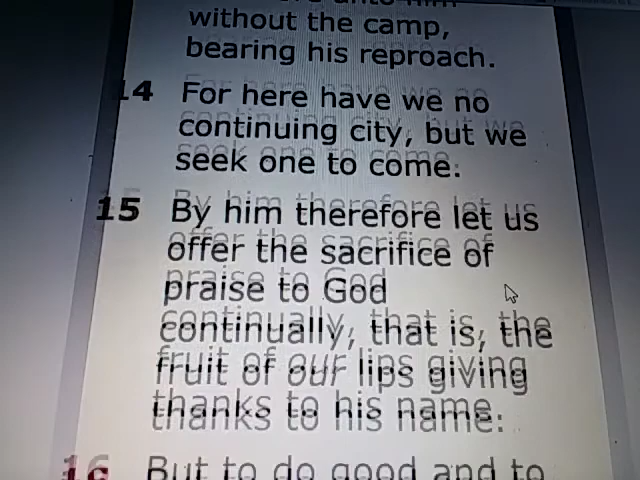 unto him
without the camp,
bearing his reproach.
14 For here have we no
continuing city, but we
seek one to come.
15 By him therefore let us
offer the sacrifice of
praise to God
continually, that is, the
fruit of our lips giving
thanks to his name.
16 But to do good and to